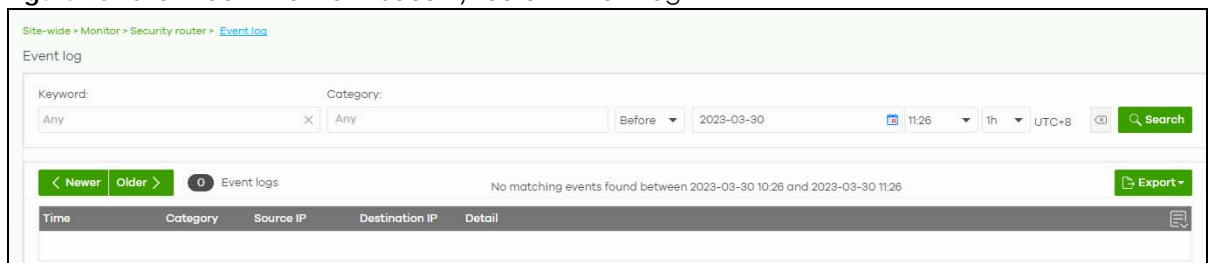 Site-wide > Monitor > Security router > Event log
Event log
Keyword:
Category:
Any
Any
Before
2023-03-30
11:26
1h
UTC+8
Search
Newer
Older
0
Event logs
No matching events found between 2023-03-30 10:26 and 2023-03-30 11:26
Export
Time
Category
Source IP
Destination IP
Detail